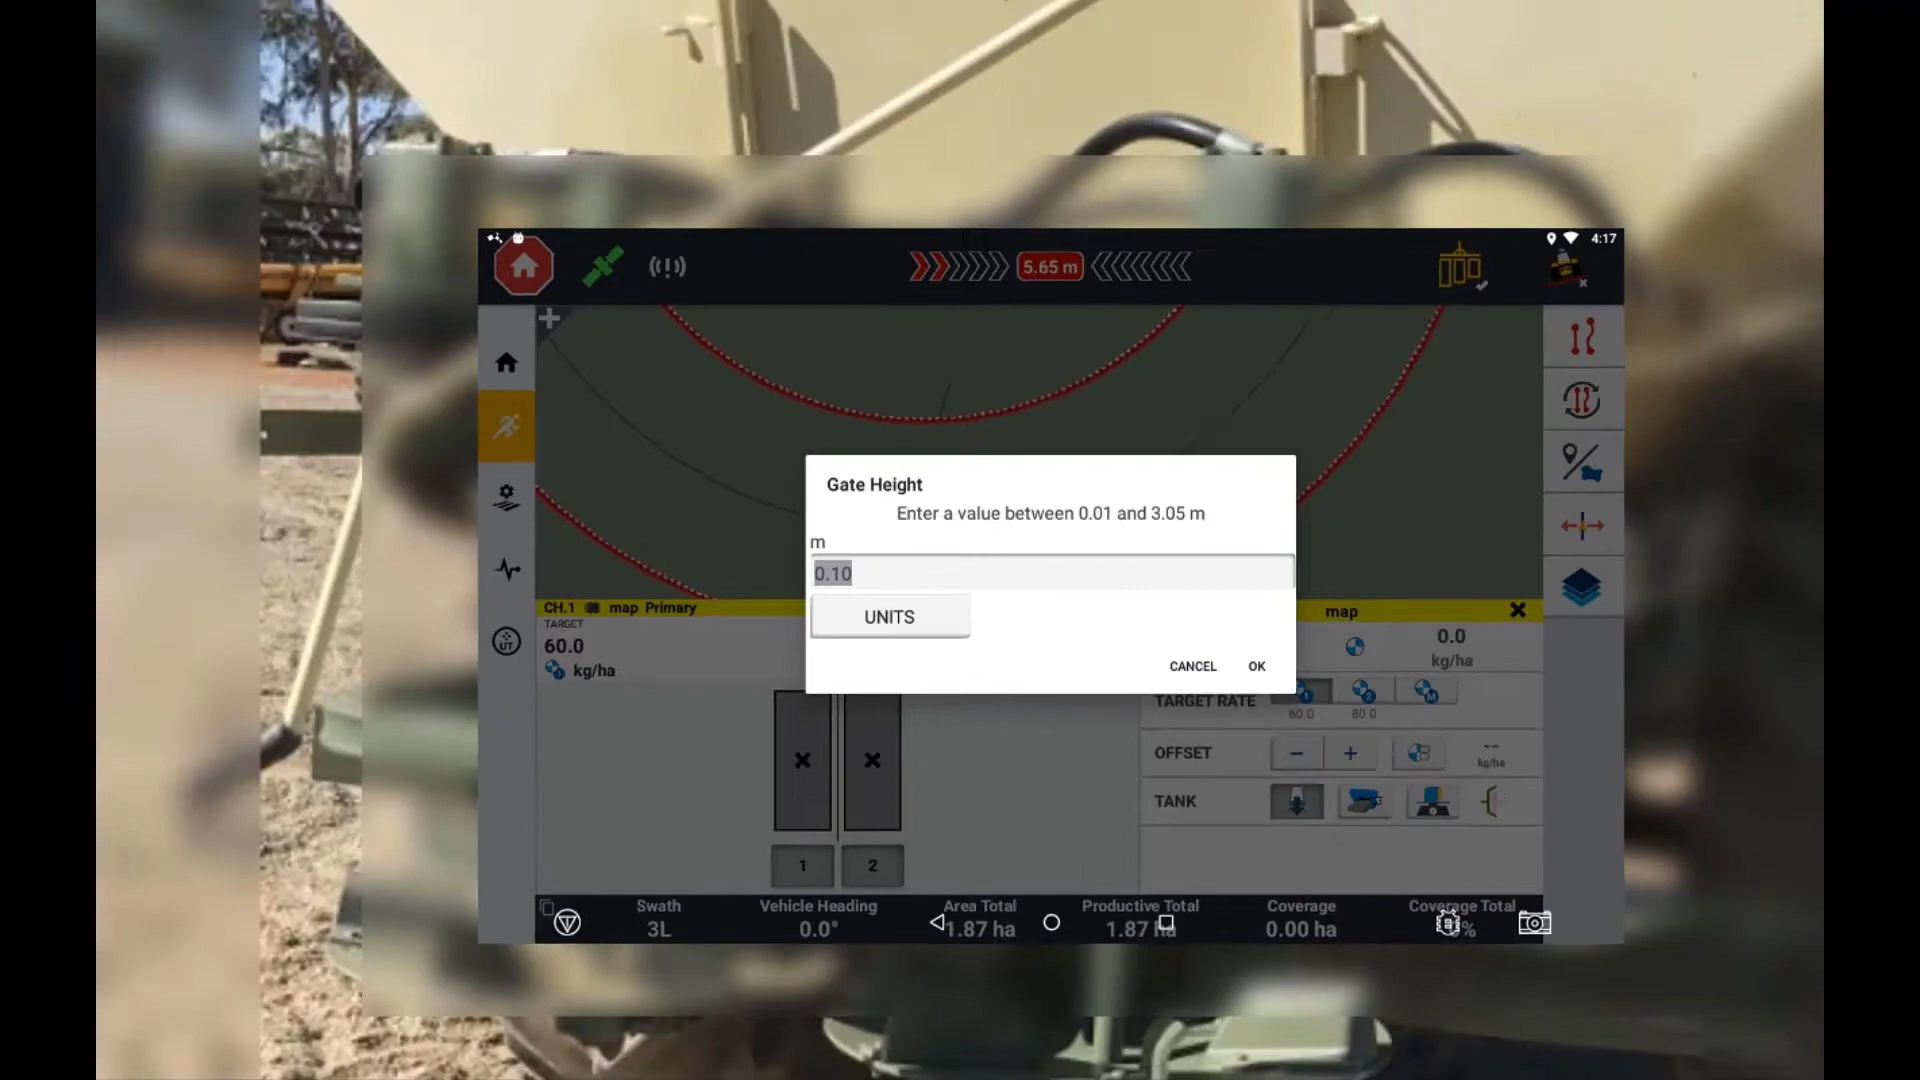 4:17
5.65 m
Gate Height
Enter a value between 0.01 and 3.05 m
m
0.10
UNITS
CANCEL
OK
CH.1 map Primary
TARGET
60.0
kg/ha
map
0.0
kg/ha
TARGET RATE
1
2
M
60.0
80.0
OFFSET
--
kg/ha
TANK
UT
1
2
Swath
Vehicle Heading
Area Total
Productive Total
Coverage
Coverage Total
3L
0.0°
1.87 ha
1.87 ha
0.00 ha
%